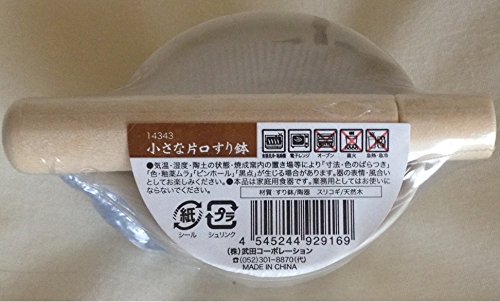 14343
小さな片口すり鉢
電子レンジ
オーブン
直火
急熱・急冷
●気温・湿度・陶土の状態・焼成窯内の置き場等により「寸法・色のばらつき」
「色・釉薬ムラ」「ピンホール」「黒点」が生じる場合があります。器の表情・風合い
としてお楽しみください。●本品は家庭用食器です。業務用としてはお使いに
ならないでください。
材質:すり鉢/陶器 スリコギ/天然木
紙
シール
プラ
シュリンク
4 545244 929169
(株)武田コーポレーション
☎(052)301-8870(代)
MADE IN CHINA